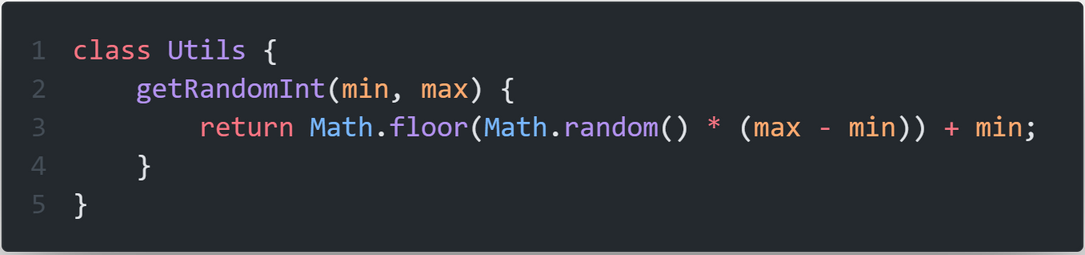 1 class Utils {
2     getRandomInt(min, max) {
3         return Math.floor(Math.random() * (max - min)) + min;
4     }
5 }